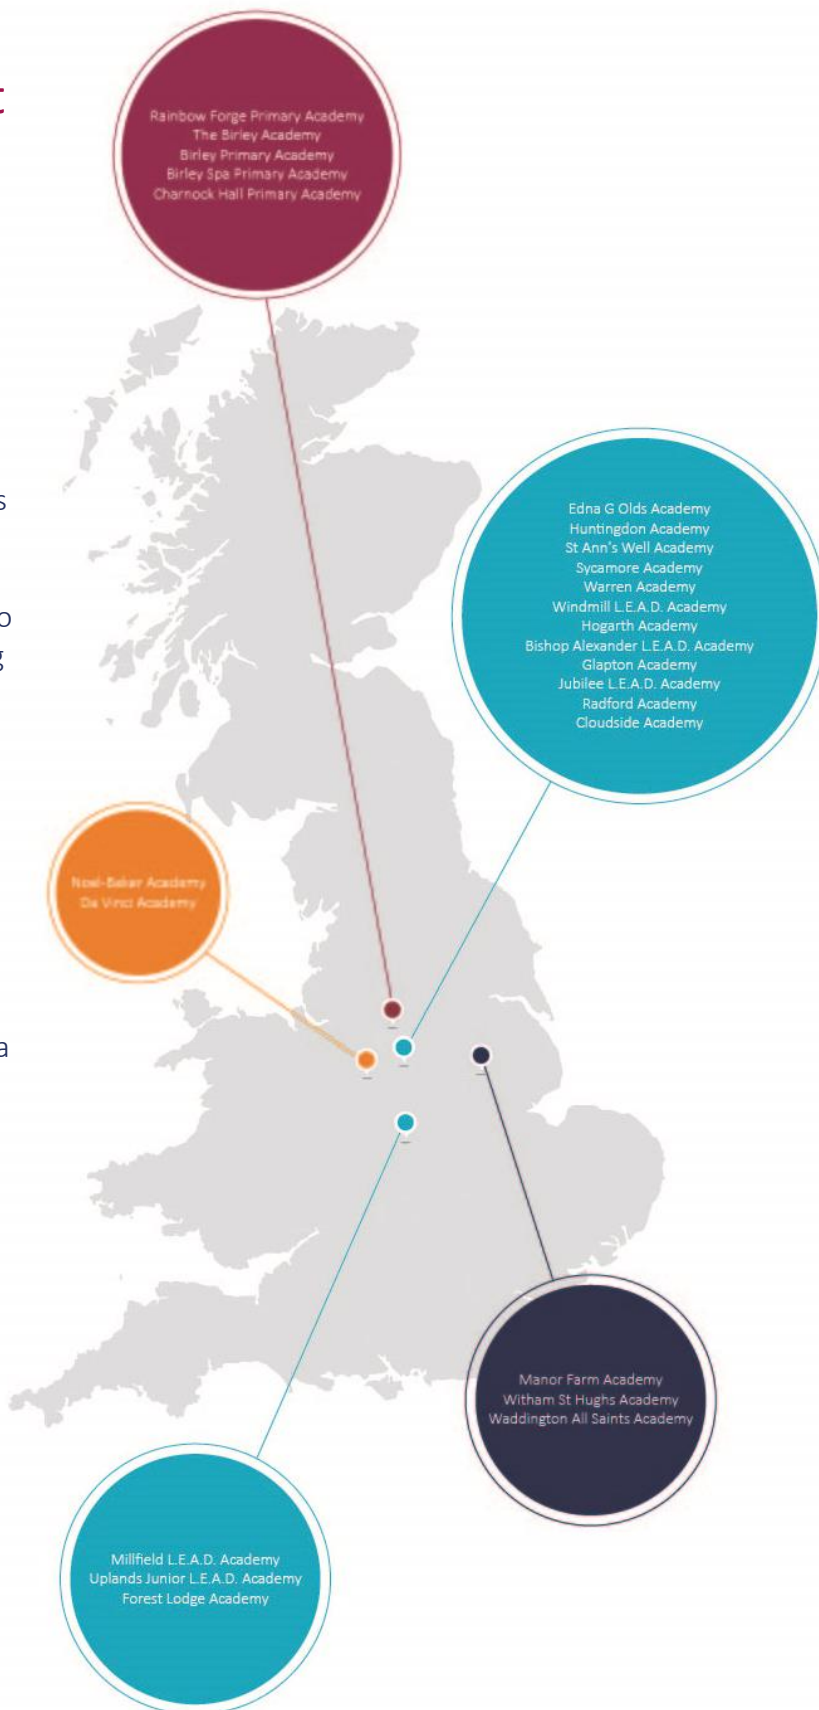 Rainbow Forge Primary Academy
The Birley Academy
Birley Primary Academy
Birley Spa Primary Academy
Charnock Hall Primary Academy
Edna G Olds Academy
Huntingdon Academy
St Ann's Well Academy
Sycamore Academy
Warren Academy
Windmill L.E.A.D. Academy
Hogarth Academy
Bishop Alexander L.E.A.D. Academy
Glapton Academy
Jubilee L.E.A.D. Academy
Radford Academy
Cloudside Academy
Noel-Baker Academy
Da Vinci Academy
Manor Farm Academy
Witham St Hughs Academy
Waddington All Saints Academy
Millfield L.E.A.D. Academy
Uplands Junior L.E.A.D. Academy
Forest Lodge Academy